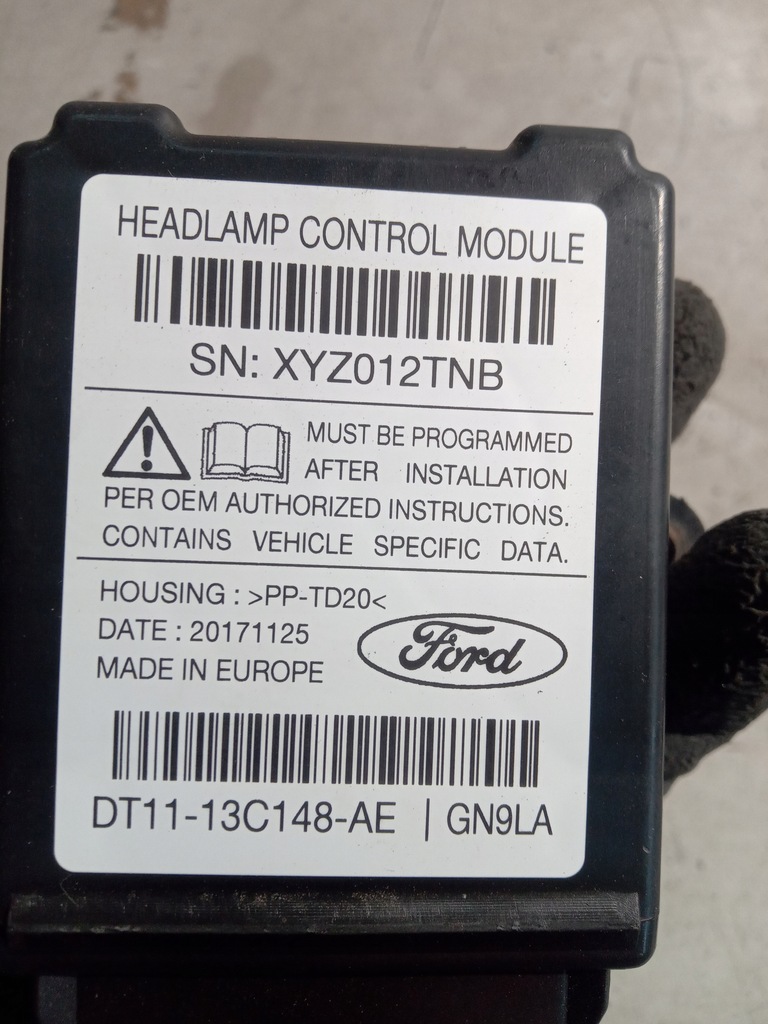 HEADLAMP CONTROL MODULE
SN: XYZ012TNB
MUST BE PROGRAMMED
AFTER INSTALLATION
PER OEM AUTHORIZED INSTRUCTIONS.
CONTAINS VEHICLE SPECIFIC DATA.
HOUSING : >PP-TD20<
DATE : 20171125
MADE IN EUROPE
Ford
DT11-13C148-AE | GN9LA